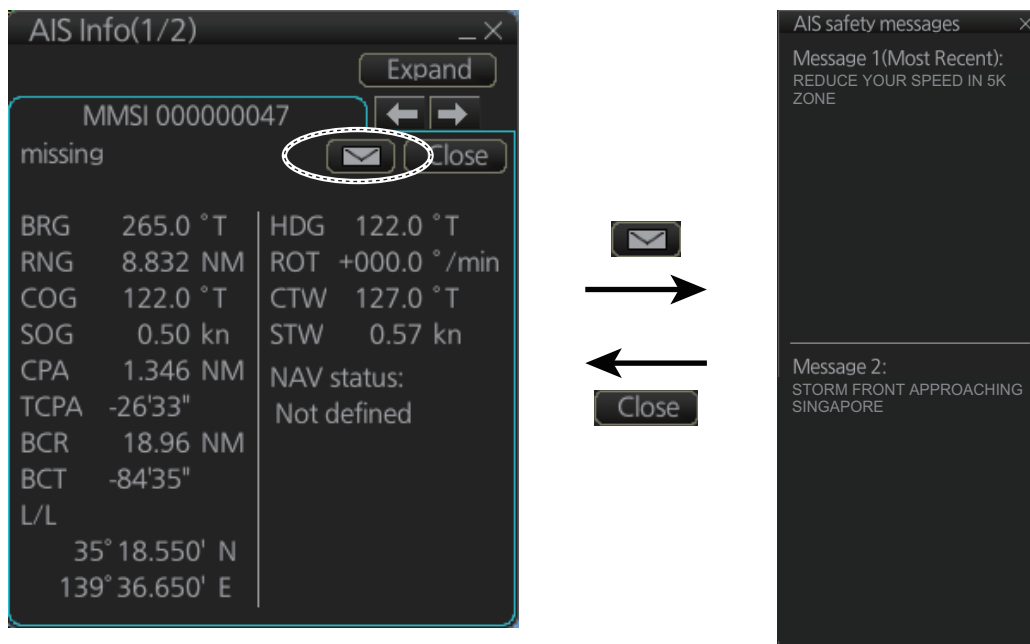 AIS Info(1/2)
Expand
MMSI 000000047
missing
Close
BRG 265.0 °T
RNG 8.832 NM
COG 122.0 °T
SOG 0.50 kn
CPA 1.346 NM
TCPA -26'33"
BCR 18.96 NM
BCT -84'35"
L/L
35°18.550' N
139°36.650' E
HDG 122.0 °T
ROT +000.0 °/min
CTW 127.0 °T
STW 0.57 kn
NAV status:
Not defined
Close
AIS safety messages
Message 1(Most Recent):
REDUCE YOUR SPEED IN 5K
ZONE
Message 2:
STORM FRONT APPROACHING
SINGAPORE